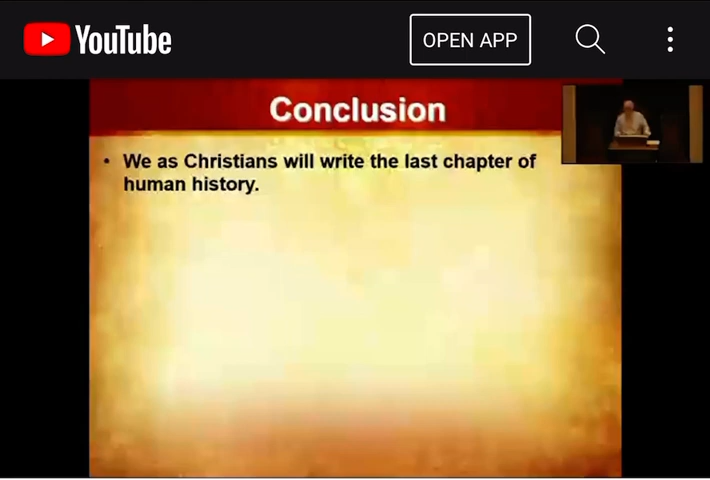 YouTube
OPEN APP
Conclusion
• We as Christians will write the last chapter of
human history.